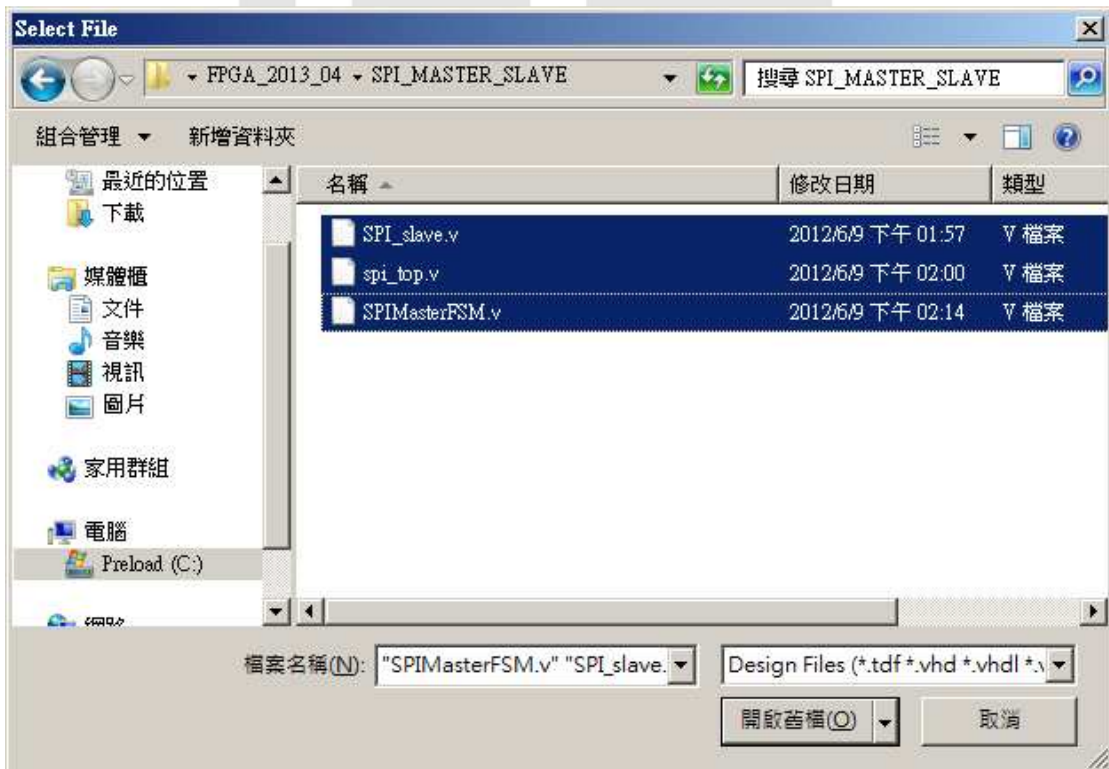 Select File
FPGA_2013_04 SPI_MASTER_SLAVE 搜尋 SPI_MASTER_SLAVE
組合管理 新增資料夾
最近的位置 名稱 修改日期 類型
下載
SPI_slave.v 2012/6/9 下午 01:57 V 檔案
媒體櫃 spi_top.v 2012/6/9 下午 02:00 V 檔案
文件 SPIMasterFSM.v 2012/6/9 下午 02:14 V 檔案
音樂
視訊
圖片
家用群組
電腦
Preload (C:)
檔案名稱(N): "SPIMasterFSM.v" "SPI_slave. Design Files (*.tdf *.vhd *.vhdl *.v
開啟舊檔(O) 取消